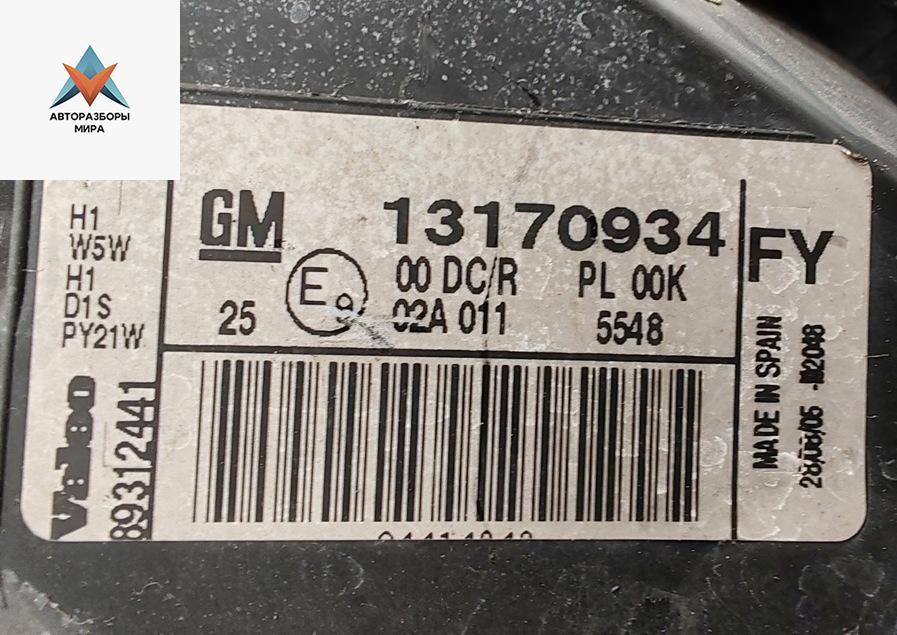 АВТОРАЗБОРЫ
МИРА
H1
W5W
H1
D1S
PY21W
GM
13170934
FY
00 DC/R
PL 00K
25
E9
02A 011
5548
MADE IN SPAIN
Valeo
89312441